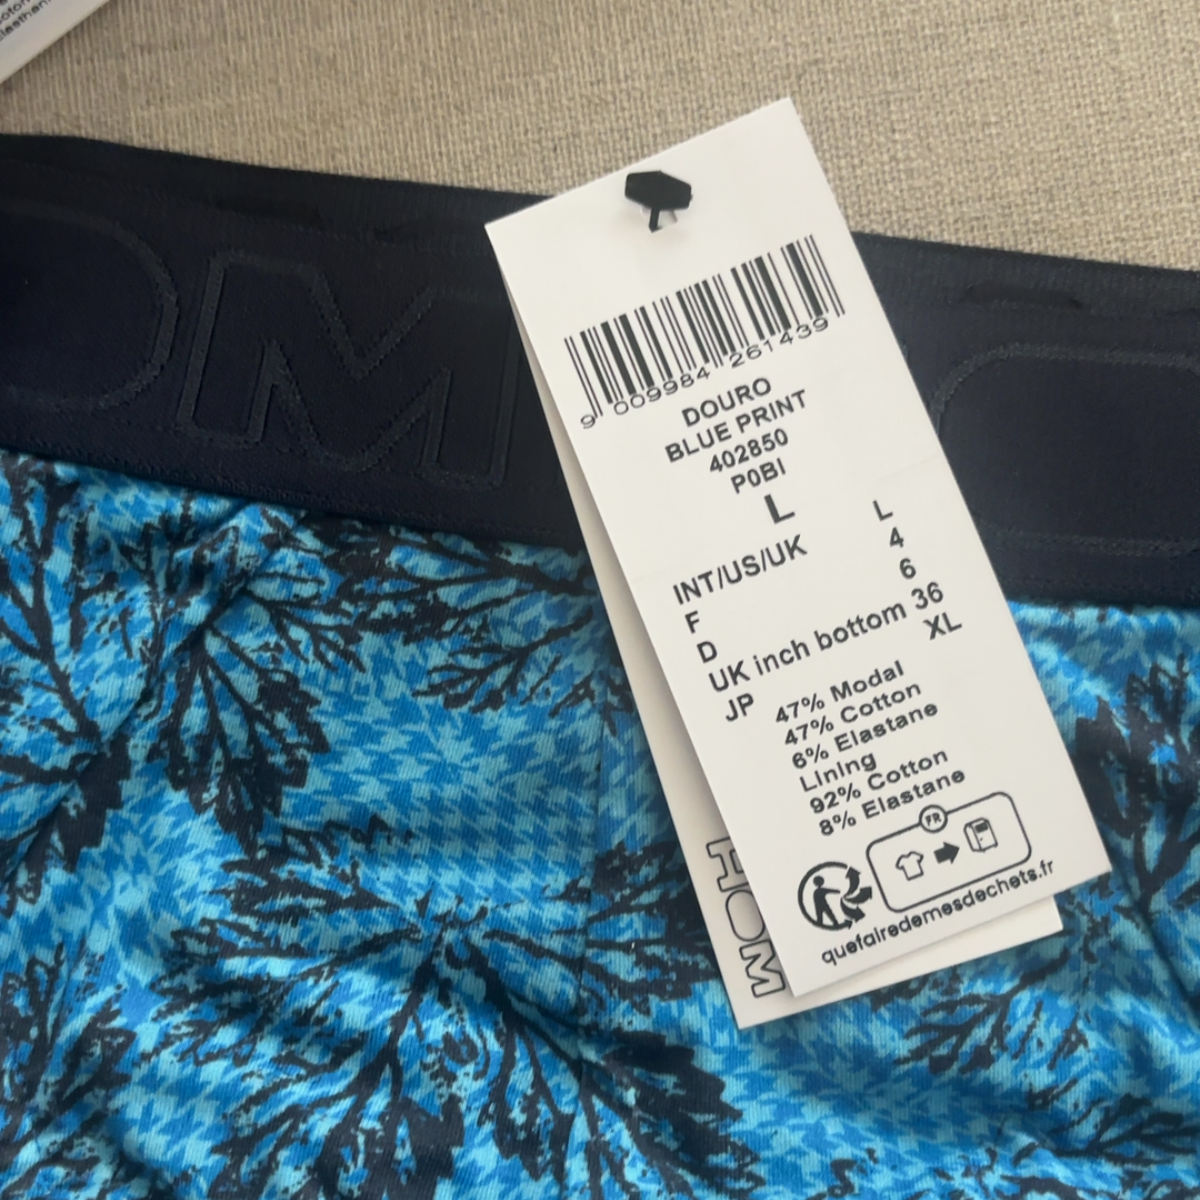 OM
9 009984 261439
DOURO
BLUE PRINT
402850
P0BI
L
INT/US/UK L
F 4
D 6
UK inch bottom 36
JP XL
47% Modal
47% Cotton
6% Elastane
Lining
92% Cotton
8% Elastane
FR
quefairedemesdechets.fr
HOM